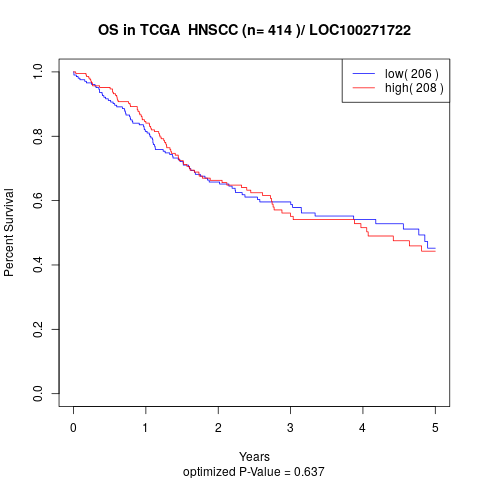 OS in TCGA  HNSCC (n= 414 )/ LOC100271722
low( 206 )
high( 208 )
Percent Survival
1.0
0.8
0.6
0.4
0.2
0.0
0 1 2 3 4 5
Years
optimized P-Value = 0.637